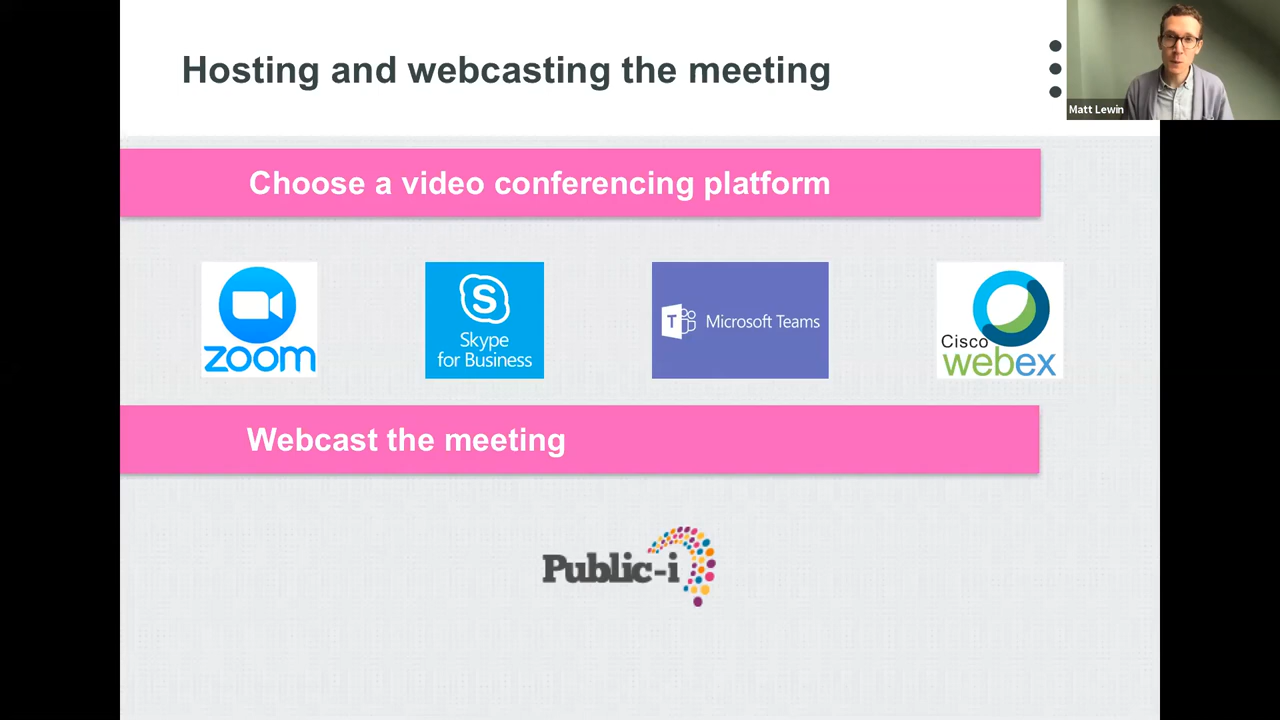 Hosting and webcasting the meeting
Matt Lewin
Choose a video conferencing platform
zoom
S
Skype
for Business
T
Microsoft Teams
Cisco
webex
Webcast the meeting
Public-i